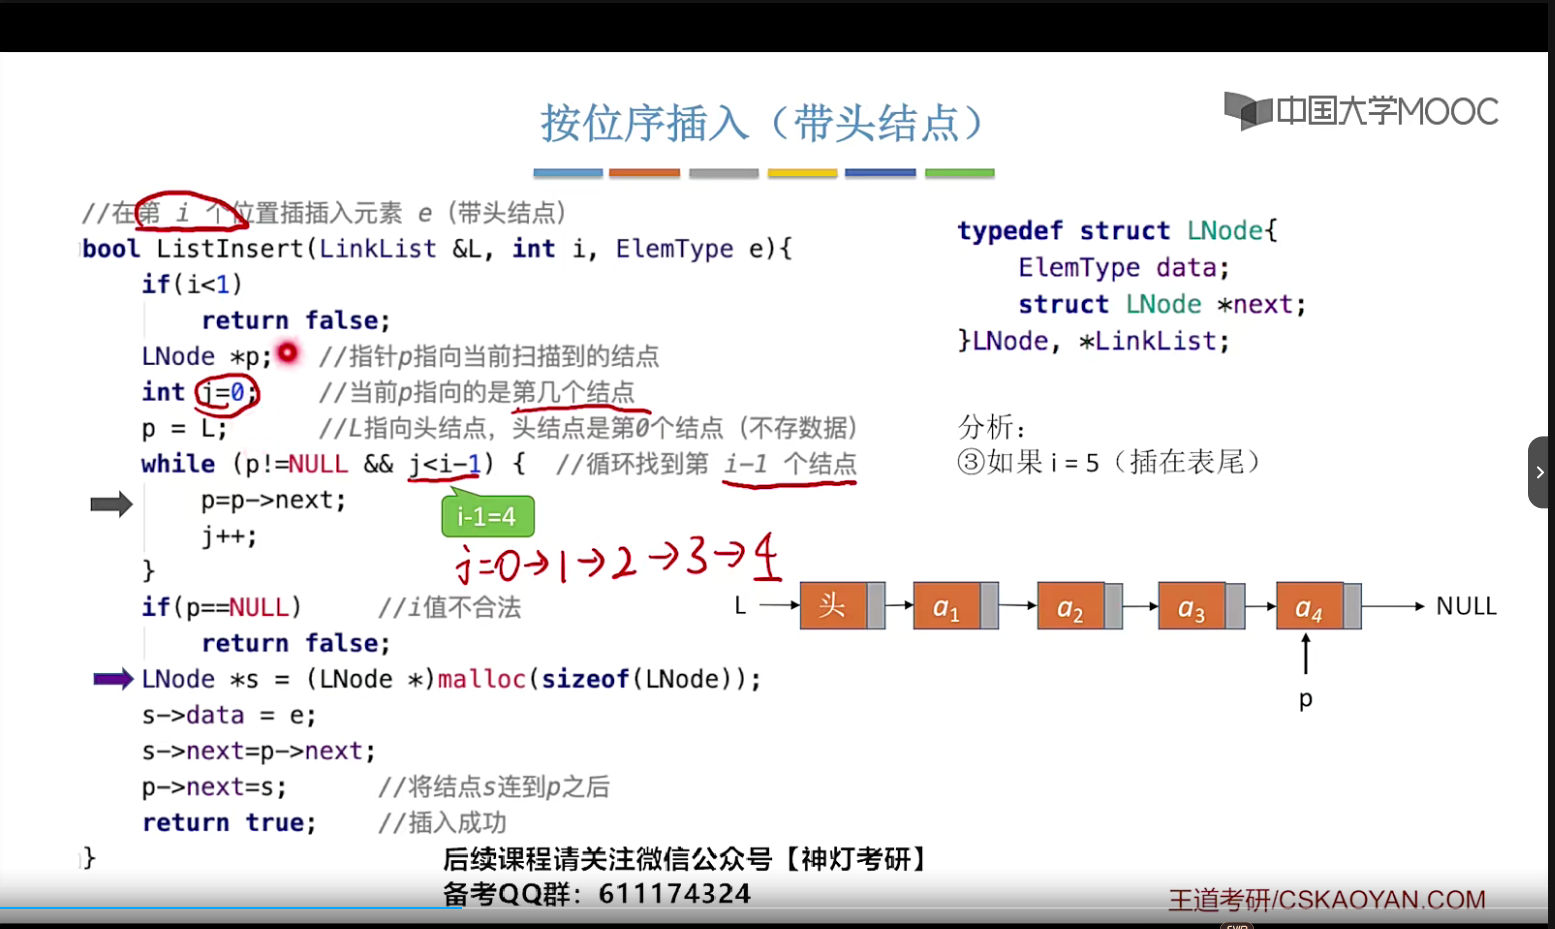 按位序插入（带头结点）
中国大学MOOC
//在第 i 个位置插插入元素 e（带头结点）
bool ListInsert(LinkList &L, int i, ElemType e){
if(i<1)
return false;
LNode *p; //指针p指向当前扫描到的结点
int j=0; //当前p指向的是第几个结点
p = L; //L指向头结点，头结点是第0个结点（不存数据）
while (p!=NULL && j<i-1) { //循环找到第 i-1 个结点
p=p->next;
j++;
}
i-1=4
j=0→1→2→3→4
if(p==NULL) //i值不合法
return false;
LNode *s = (LNode *)malloc(sizeof(LNode));
s->data = e;
s->next=p->next;
p->next=s; //将结点s连到p之后
return true; //插入成功
}
typedef struct LNode{
ElemType data;
struct LNode *next;
}LNode, *LinkList;
分析：
③如果 i = 5（插在表尾）
L 头 a1 a2 a3 a4 NULL
p
后续课程请关注微信公众号【神灯考研】
备考QQ群：611174324
王道考研/CSKAOYAN.COM